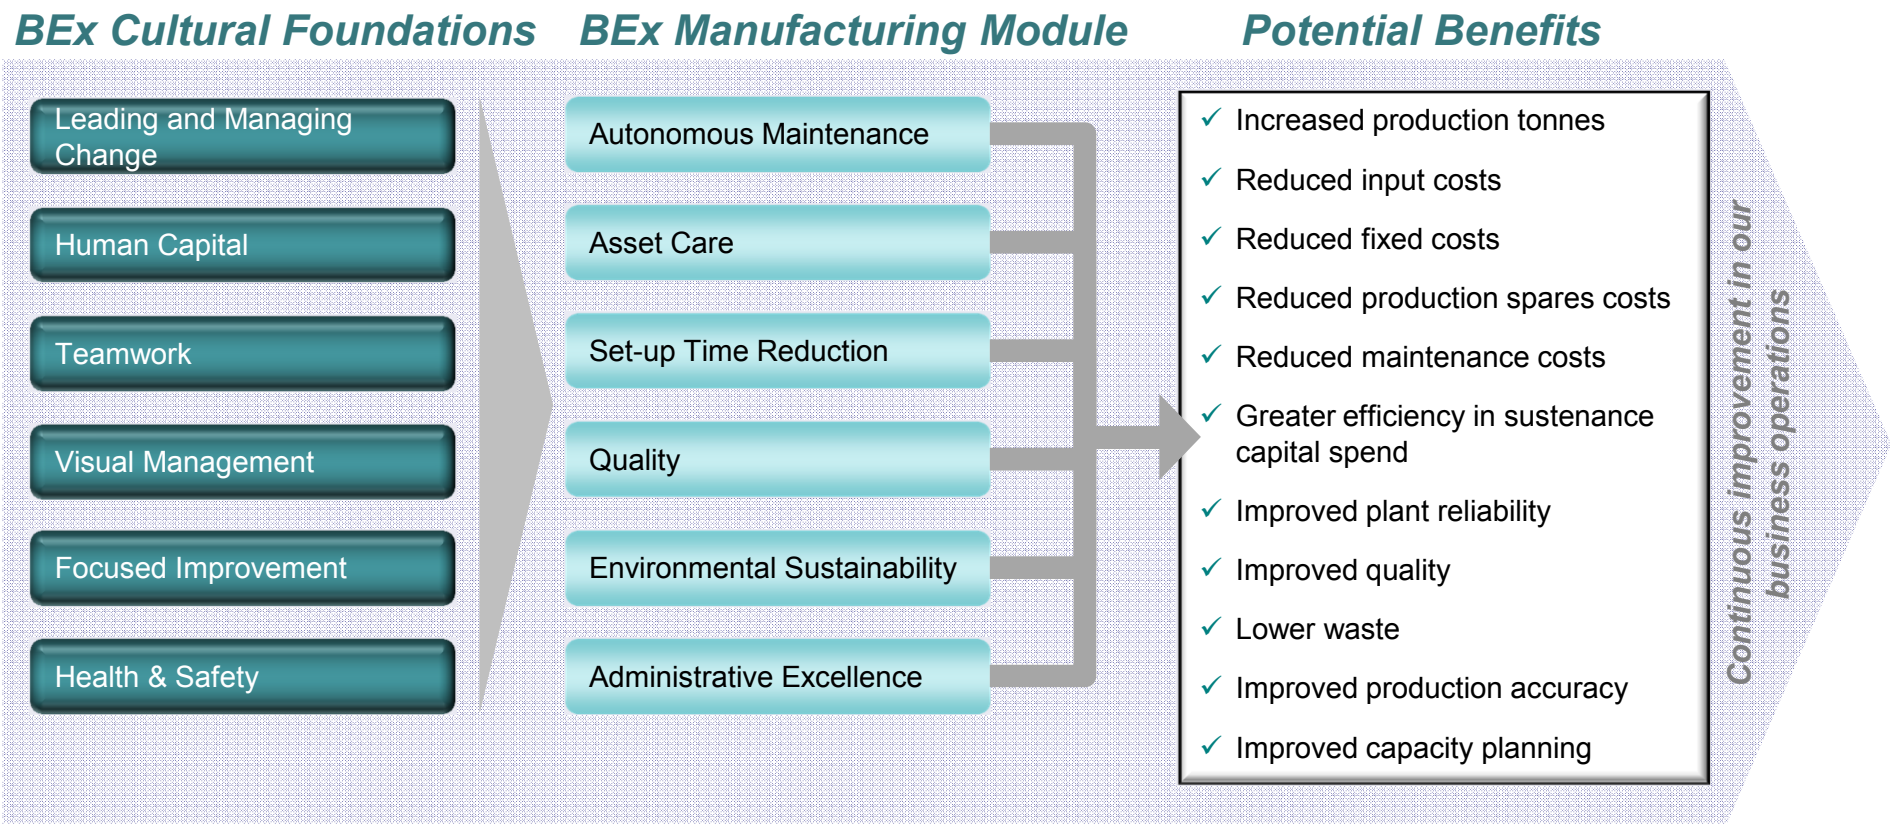 BEx Cultural Foundations
Leading and Managing
Change
Human Capital
Teamwork
Visual Management
Focused Improvement
Health & Safety
BEx Manufacturing Module
Autonomous Maintenance
Asset Care
Set-up Time Reduction
Quality
Environmental Sustainability
Administrative Excellence
Potential Benefits
✓ Increased production tonnes
✓ Reduced input costs
✓ Reduced fixed costs
✓ Reduced production spares costs
✓ Reduced maintenance costs
✓ Greater efficiency in sustenance
capital spend
✓ Improved plant reliability
✓ Improved quality
✓ Lower waste
✓ Improved production accuracy
✓ Improved capacity planning
Continuous improvement in our
business operations